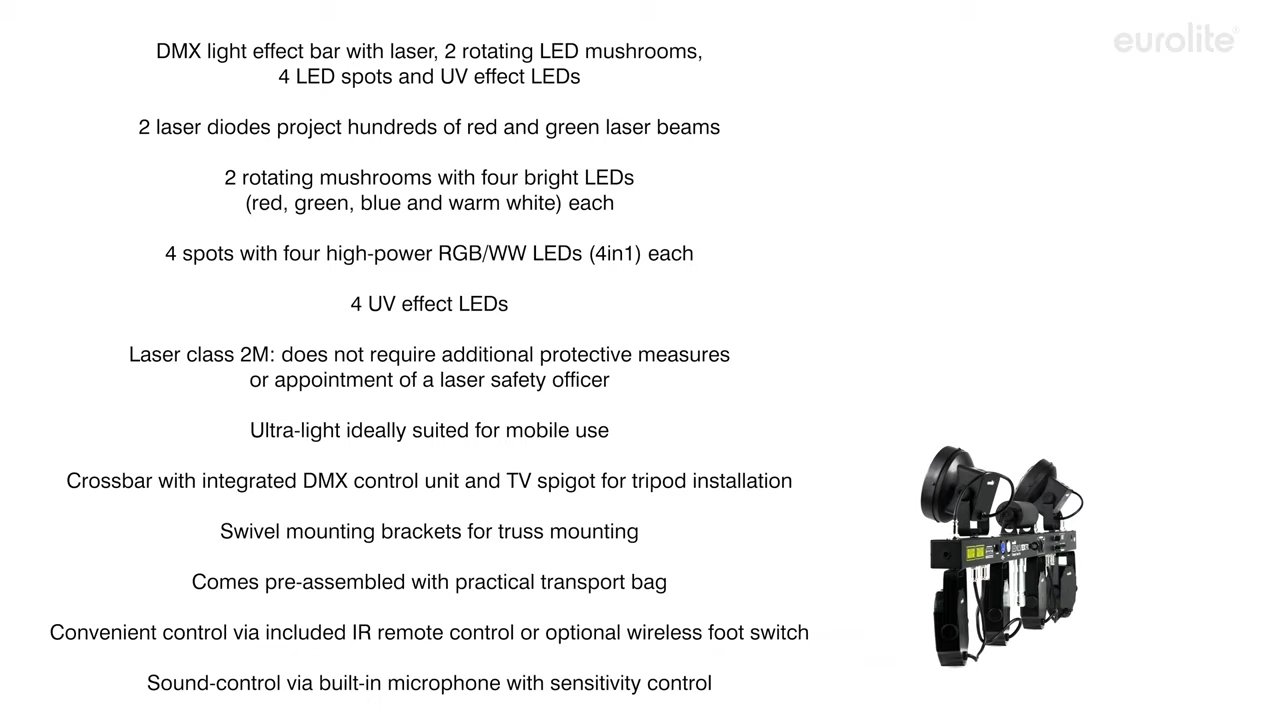 eurolite
DMX light effect bar with laser, 2 rotating LED mushrooms,
4 LED spots and UV effect LEDs
2 laser diodes project hundreds of red and green laser beams
2 rotating mushrooms with four bright LEDs
(red, green, blue and warm white) each
4 spots with four high-power RGB/WW LEDs (4in1) each
4 UV effect LEDs
Laser class 2M: does not require additional protective measures
or appointment of a laser safety officer
Ultra-light ideally suited for mobile use
Crossbar with integrated DMX control unit and TV spigot for tripod installation
Swivel mounting brackets for truss mounting
Comes pre-assembled with practical transport bag
Convenient control via included IR remote control or optional wireless foot switch
Sound-control via built-in microphone with sensitivity control